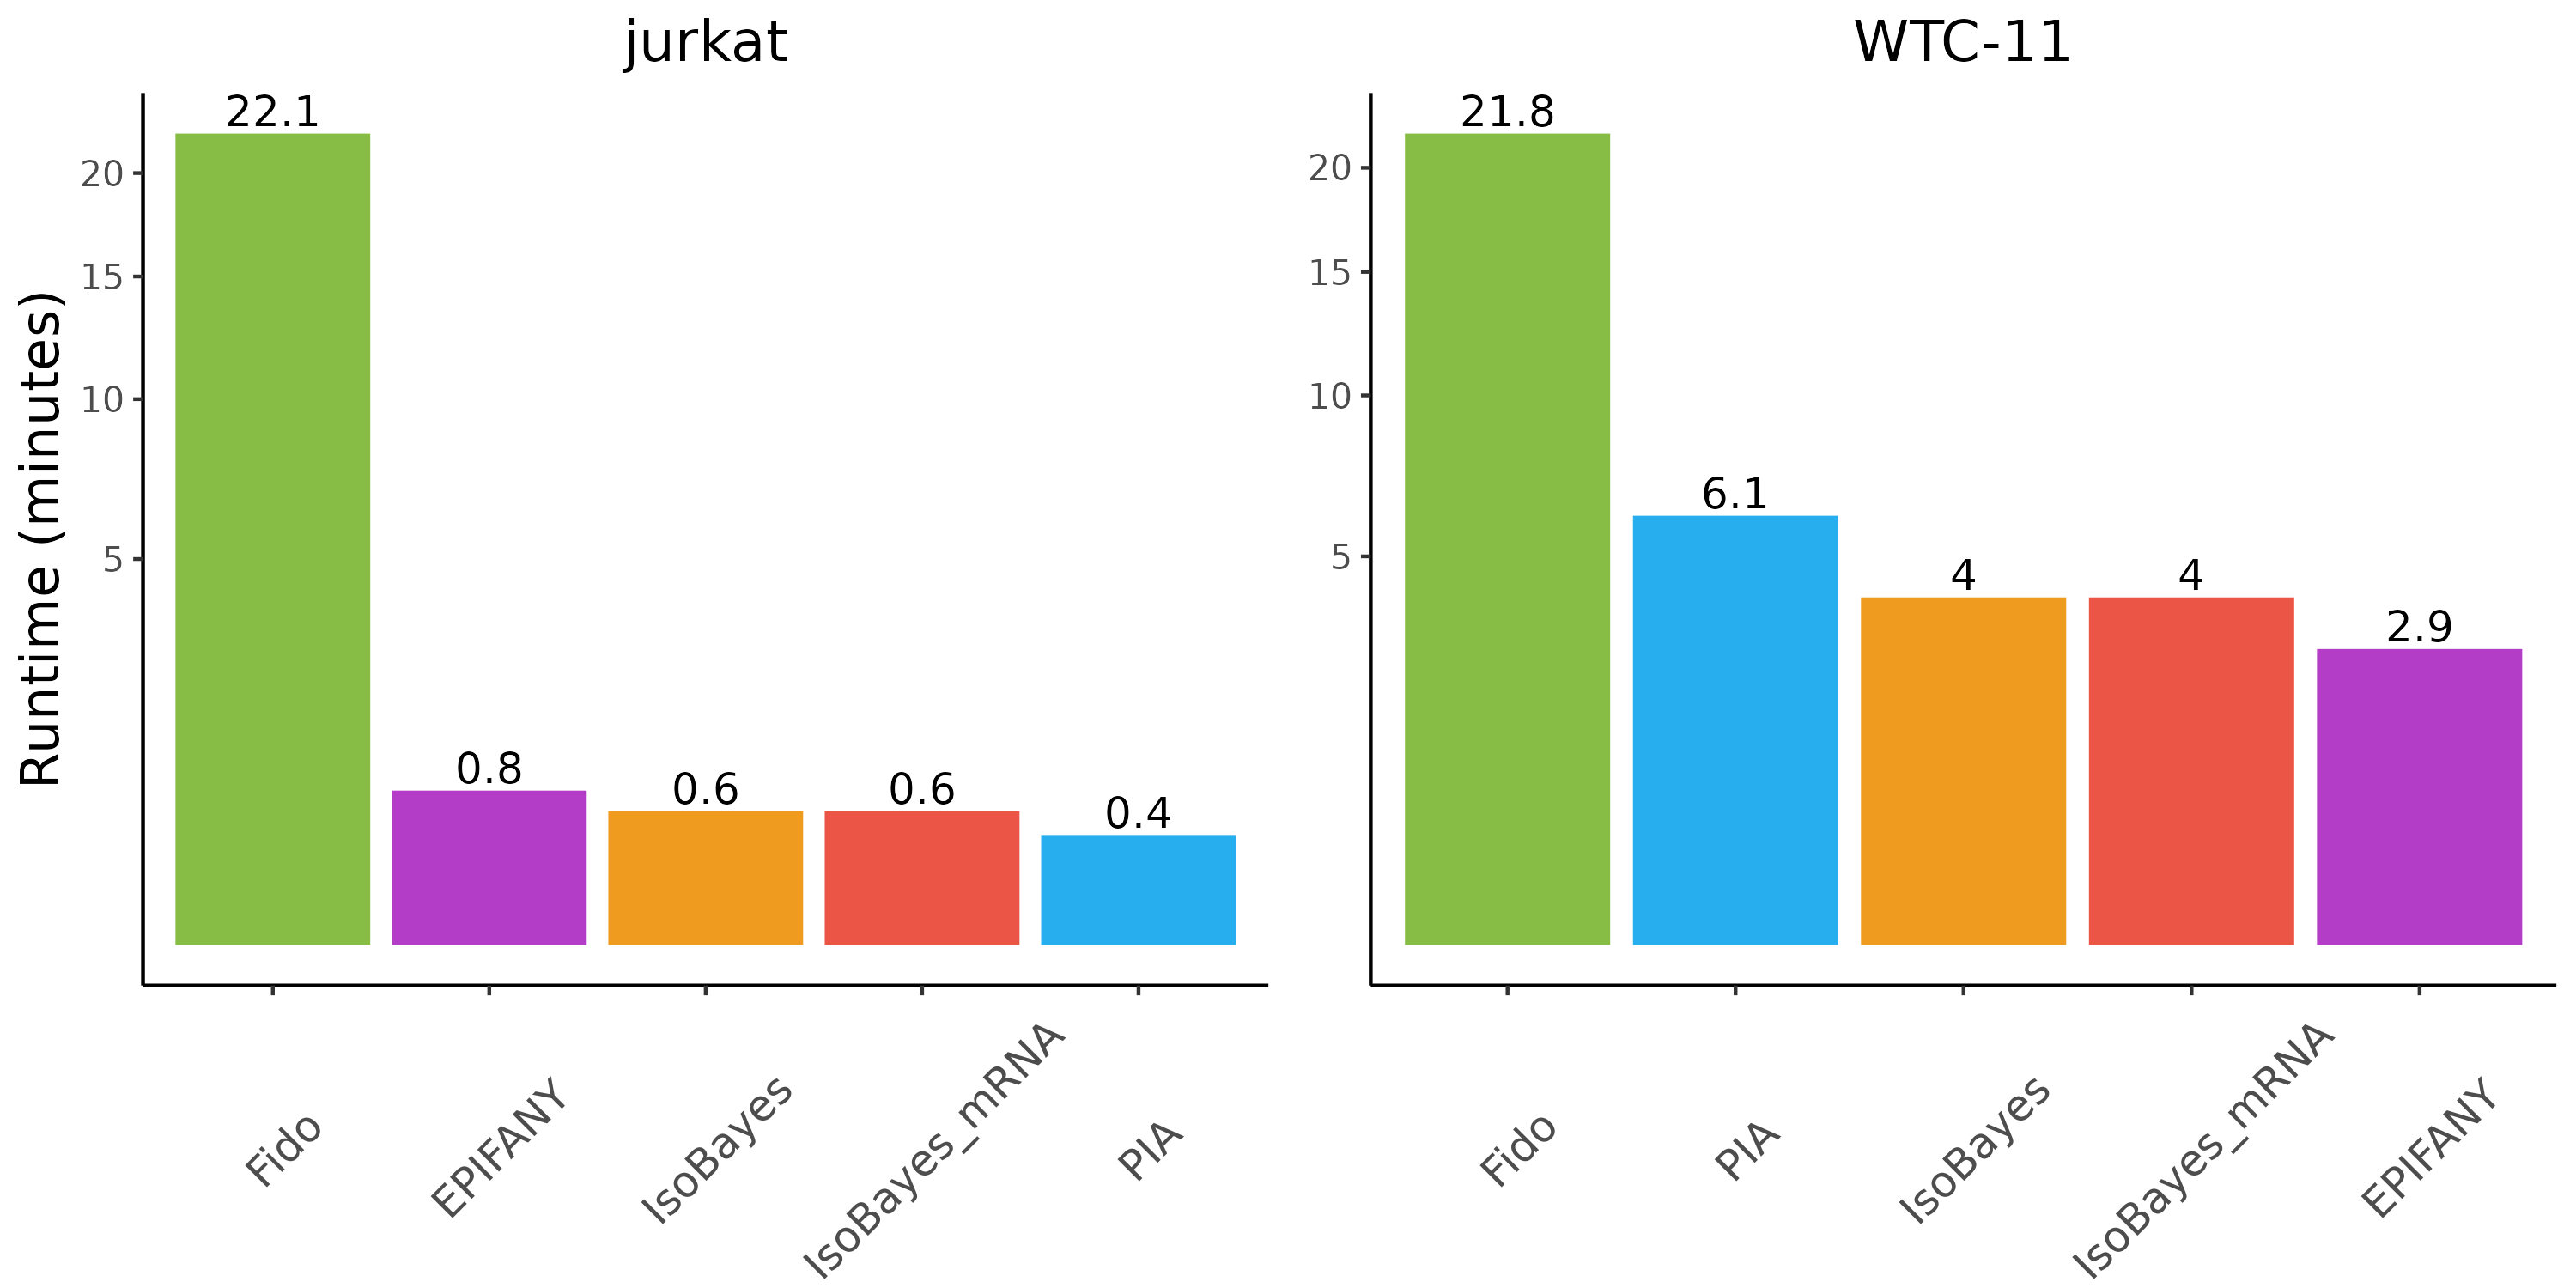 jurkat
Runtime (minutes)
20
15
10
5
22.1
0.8
0.6
0.6
0.4
Fido
EPIFANY
IsoBayes
IsoBayes_mRNA
PIA
WTC-11
20
15
10
5
21.8
6.1
4
4
2.9
Fido
PIA
IsoBayes
IsoBayes_mRNA
EPIFANY